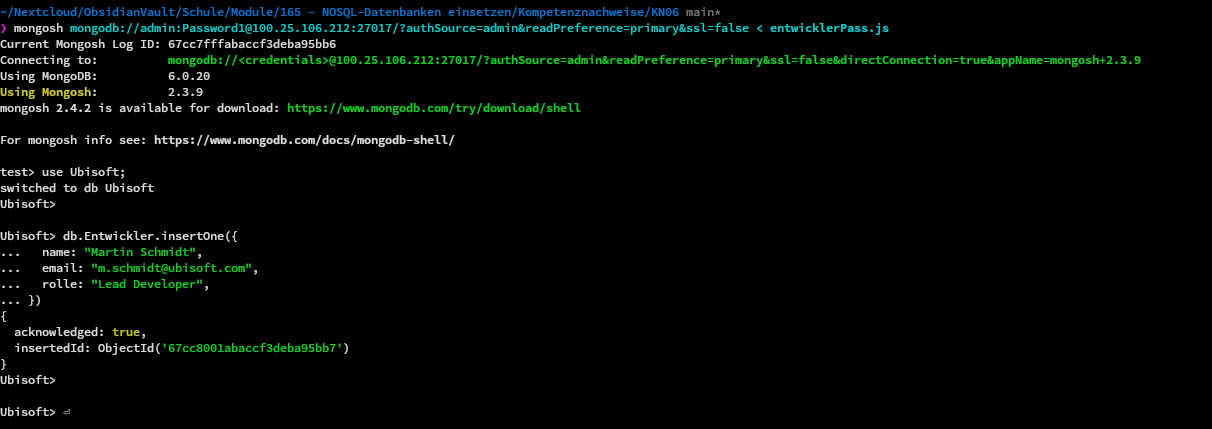 ~/Nextcloud/ObsidianVault/Schule/Module/165 - NOSQL-Datenbanken einsetzen/Kompetenznachweise/KN06 main*
❯ mongosh mongodb://admin:Password1@100.25.106.212:27017/?authSource=admin&readPreference=primary&ssl=false < entwicklerPass.js
Current Mongosh Log ID: 67cc7fffabaccf3deba95bb6
Connecting to:          mongodb://<credentials>@100.25.106.212:27017/?authSource=admin&readPreference=primary&ssl=false&directConnection=true&appName=mongosh+2.3.9
Using MongoDB:          6.0.20
Using Mongosh:          2.3.9
mongosh 2.4.2 is available for download: https://www.mongodb.com/try/download/shell

For mongosh info see: https://www.mongodb.com/docs/mongodb-shell/

test> use Ubisoft;
switched to db Ubisoft
Ubisoft>

Ubisoft> db.Entwickler.insertOne({
...   name: "Martin Schmidt",
...   email: "m.schmidt@ubisoft.com",
...   rolle: "Lead Developer",
... })
{
  acknowledged: true,
  insertedId: ObjectId('67cc8001abaccf3deba95bb7')
}
Ubisoft>

Ubisoft> ⏎